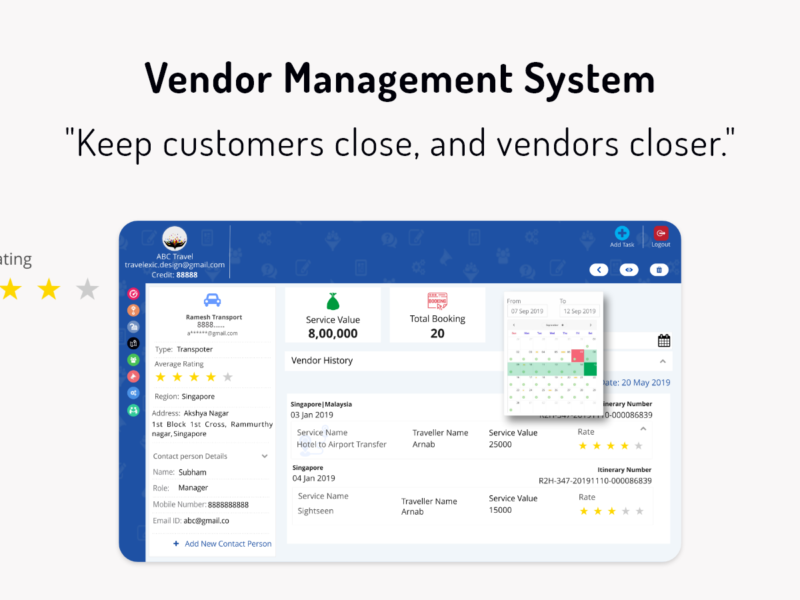 Vendor Management System
"Keep customers close, and vendors closer."
ating
ABC Travel
travelexic.design@gmail.com
Credit: 88888
Add Task
Logout
Ramesh Transport
8888......
a******@gmail.com
Type: Transpoter
Average Rating
Region: Singapore
Address: Akshya Nagar
1st Block 1st Cross, Rammurthy
nagar, Singapore
Contact person Details
Name: Subham
Role: Manager
Mobile Number: 8888888888
Email ID: abc@gmail.co
+ Add New Contact Person
Service Value
8,00,000
Total Booking
20
From To
07 Sep 2019 12 Sep 2019
Vendor History
ate: 20 May 2019
Singapore|Malaysia
03 Jan 2019
inerary Number
R2H-347-20191110-000086839
Service Name
Hotel to Airport Transfer
Traveller Name
Arnab
Service Value
25000
Rate
Singapore
04 Jan 2019
Itinerary Number
R2H-347-20191110-000086839
Service Name
Sightseen
Traveller Name
Arnab
Service Value
15000
Rate